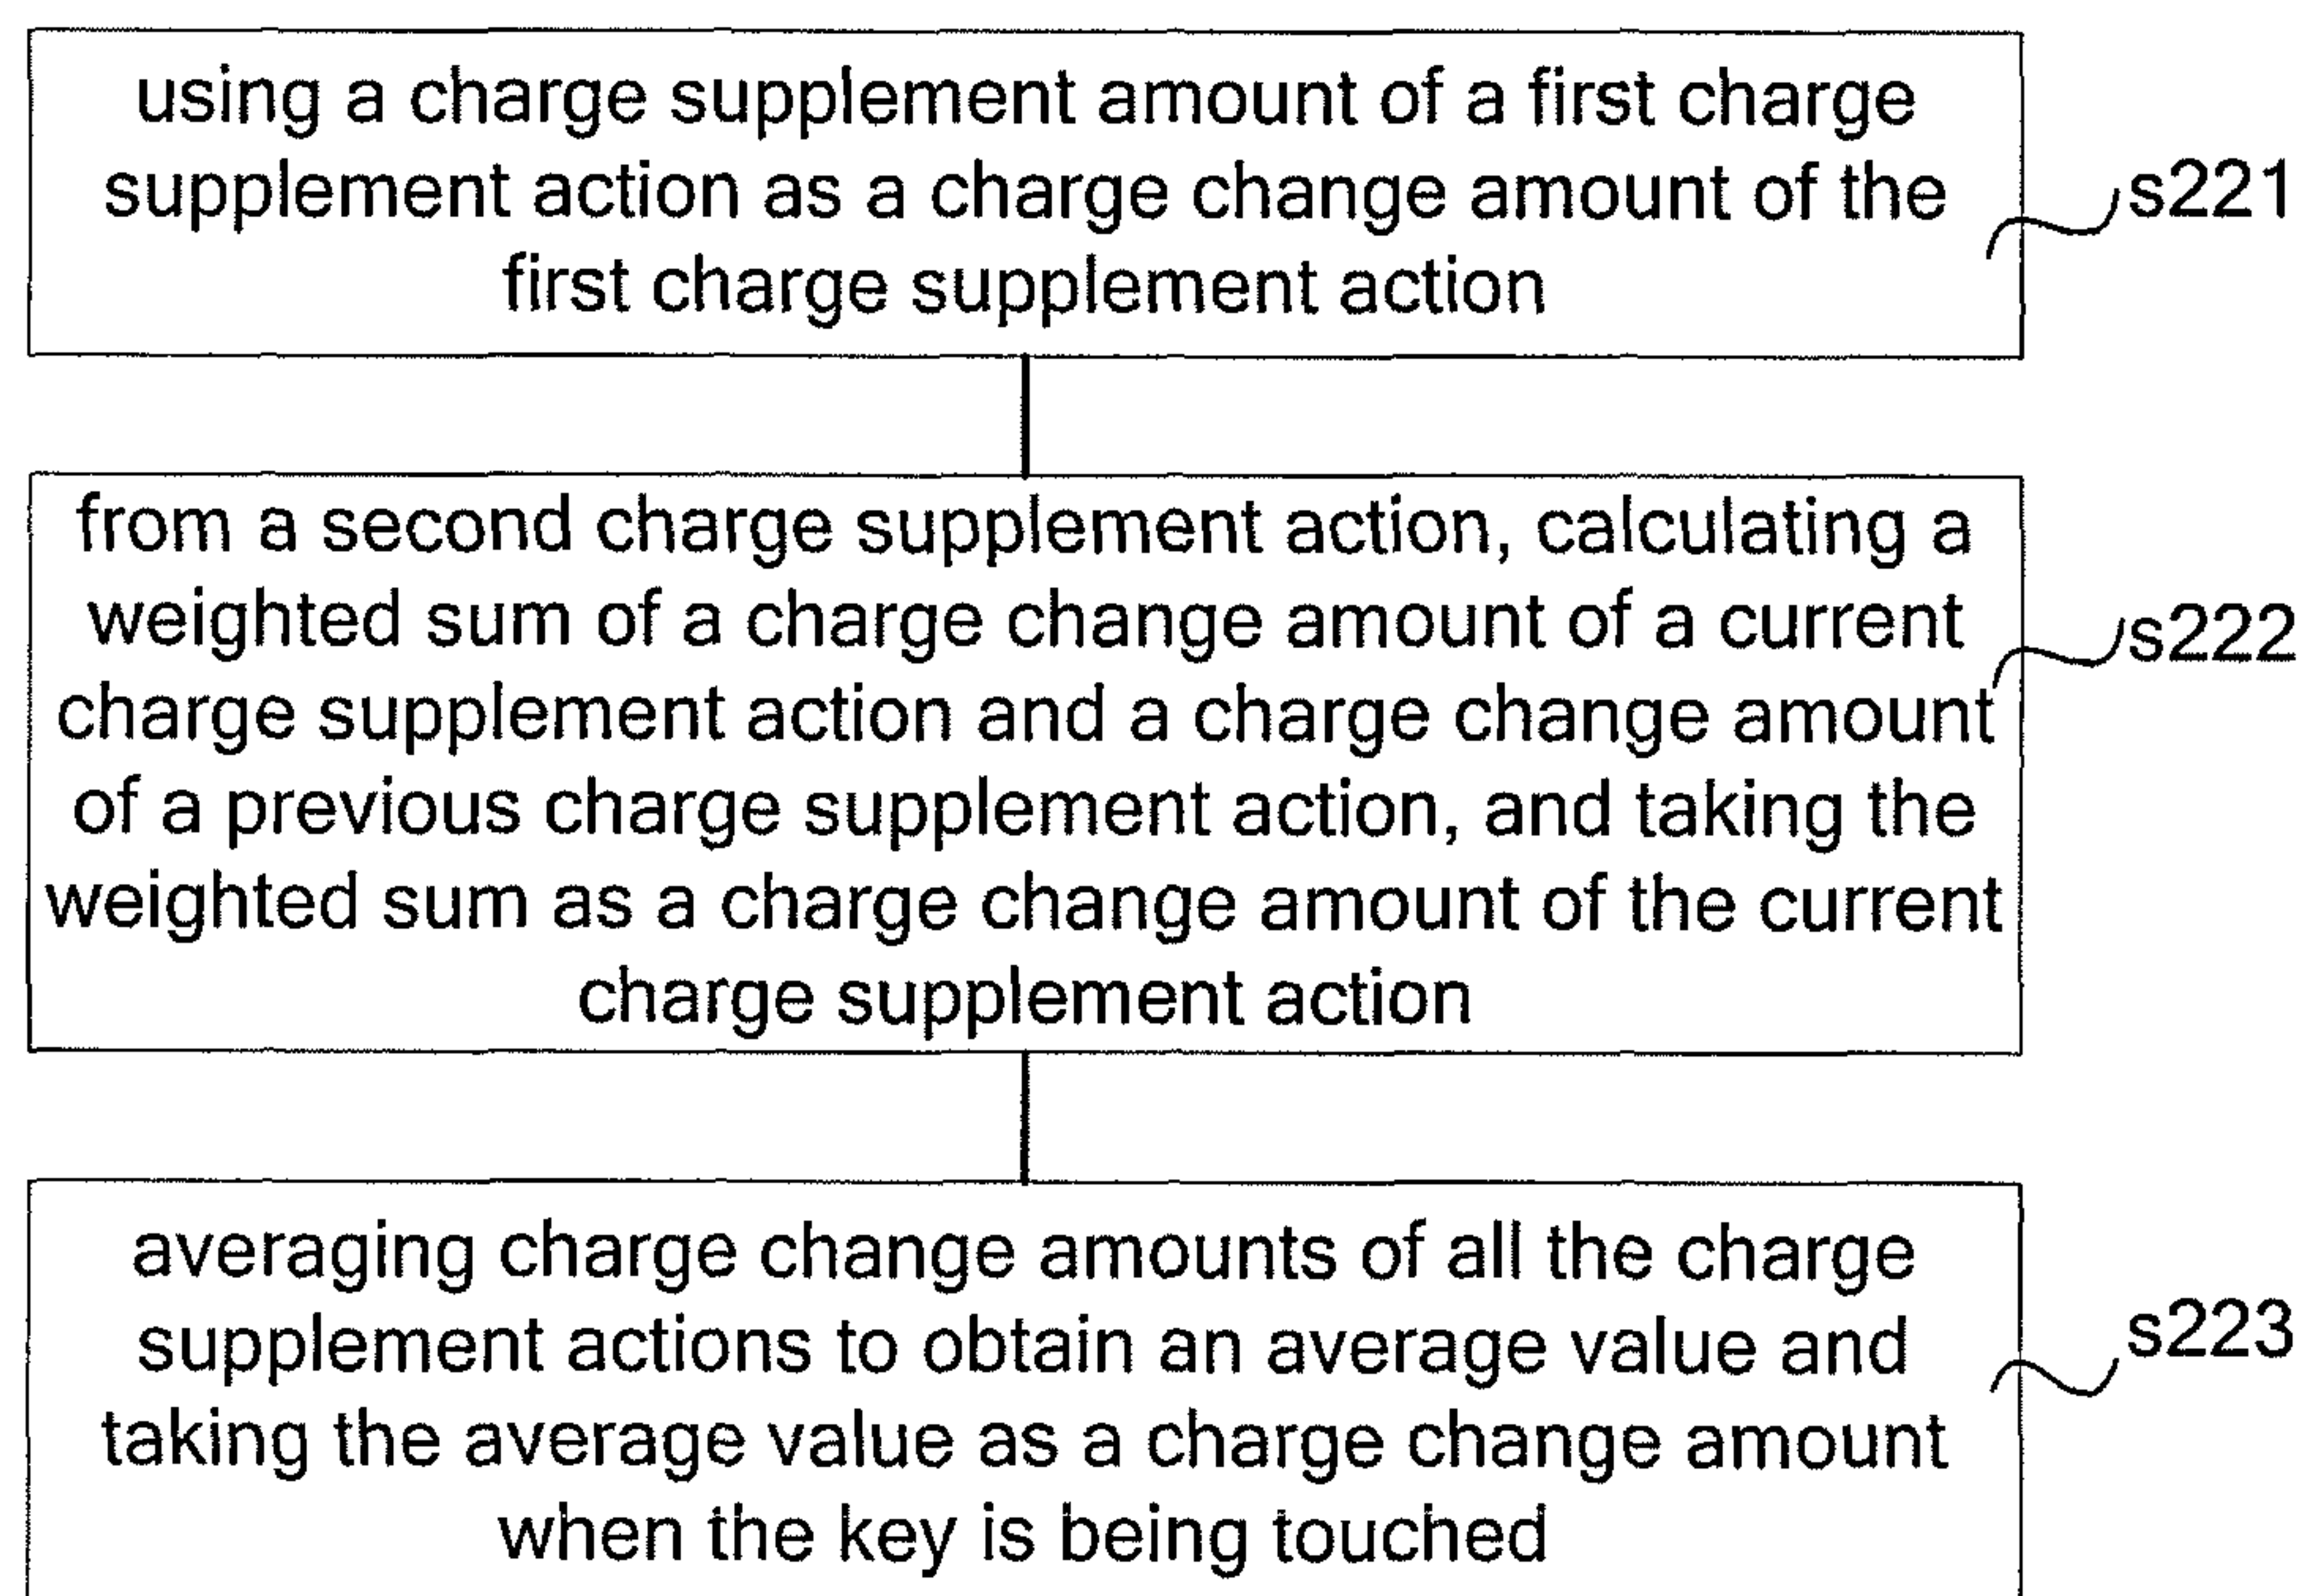 using a charge supplement amount of a first charge
supplement action as a charge change amount of the
first charge supplement action
s221
from a second charge supplement action, calculating a
weighted sum of a charge change amount of a current
charge supplement action and a charge change amount
of a previous charge supplement action, and taking the
weighted sum as a charge change amount of the current
charge supplement action
s222
averaging charge change amounts of all the charge
supplement actions to obtain an average value and
taking the average value as a charge change amount
when the key is being touched
s223